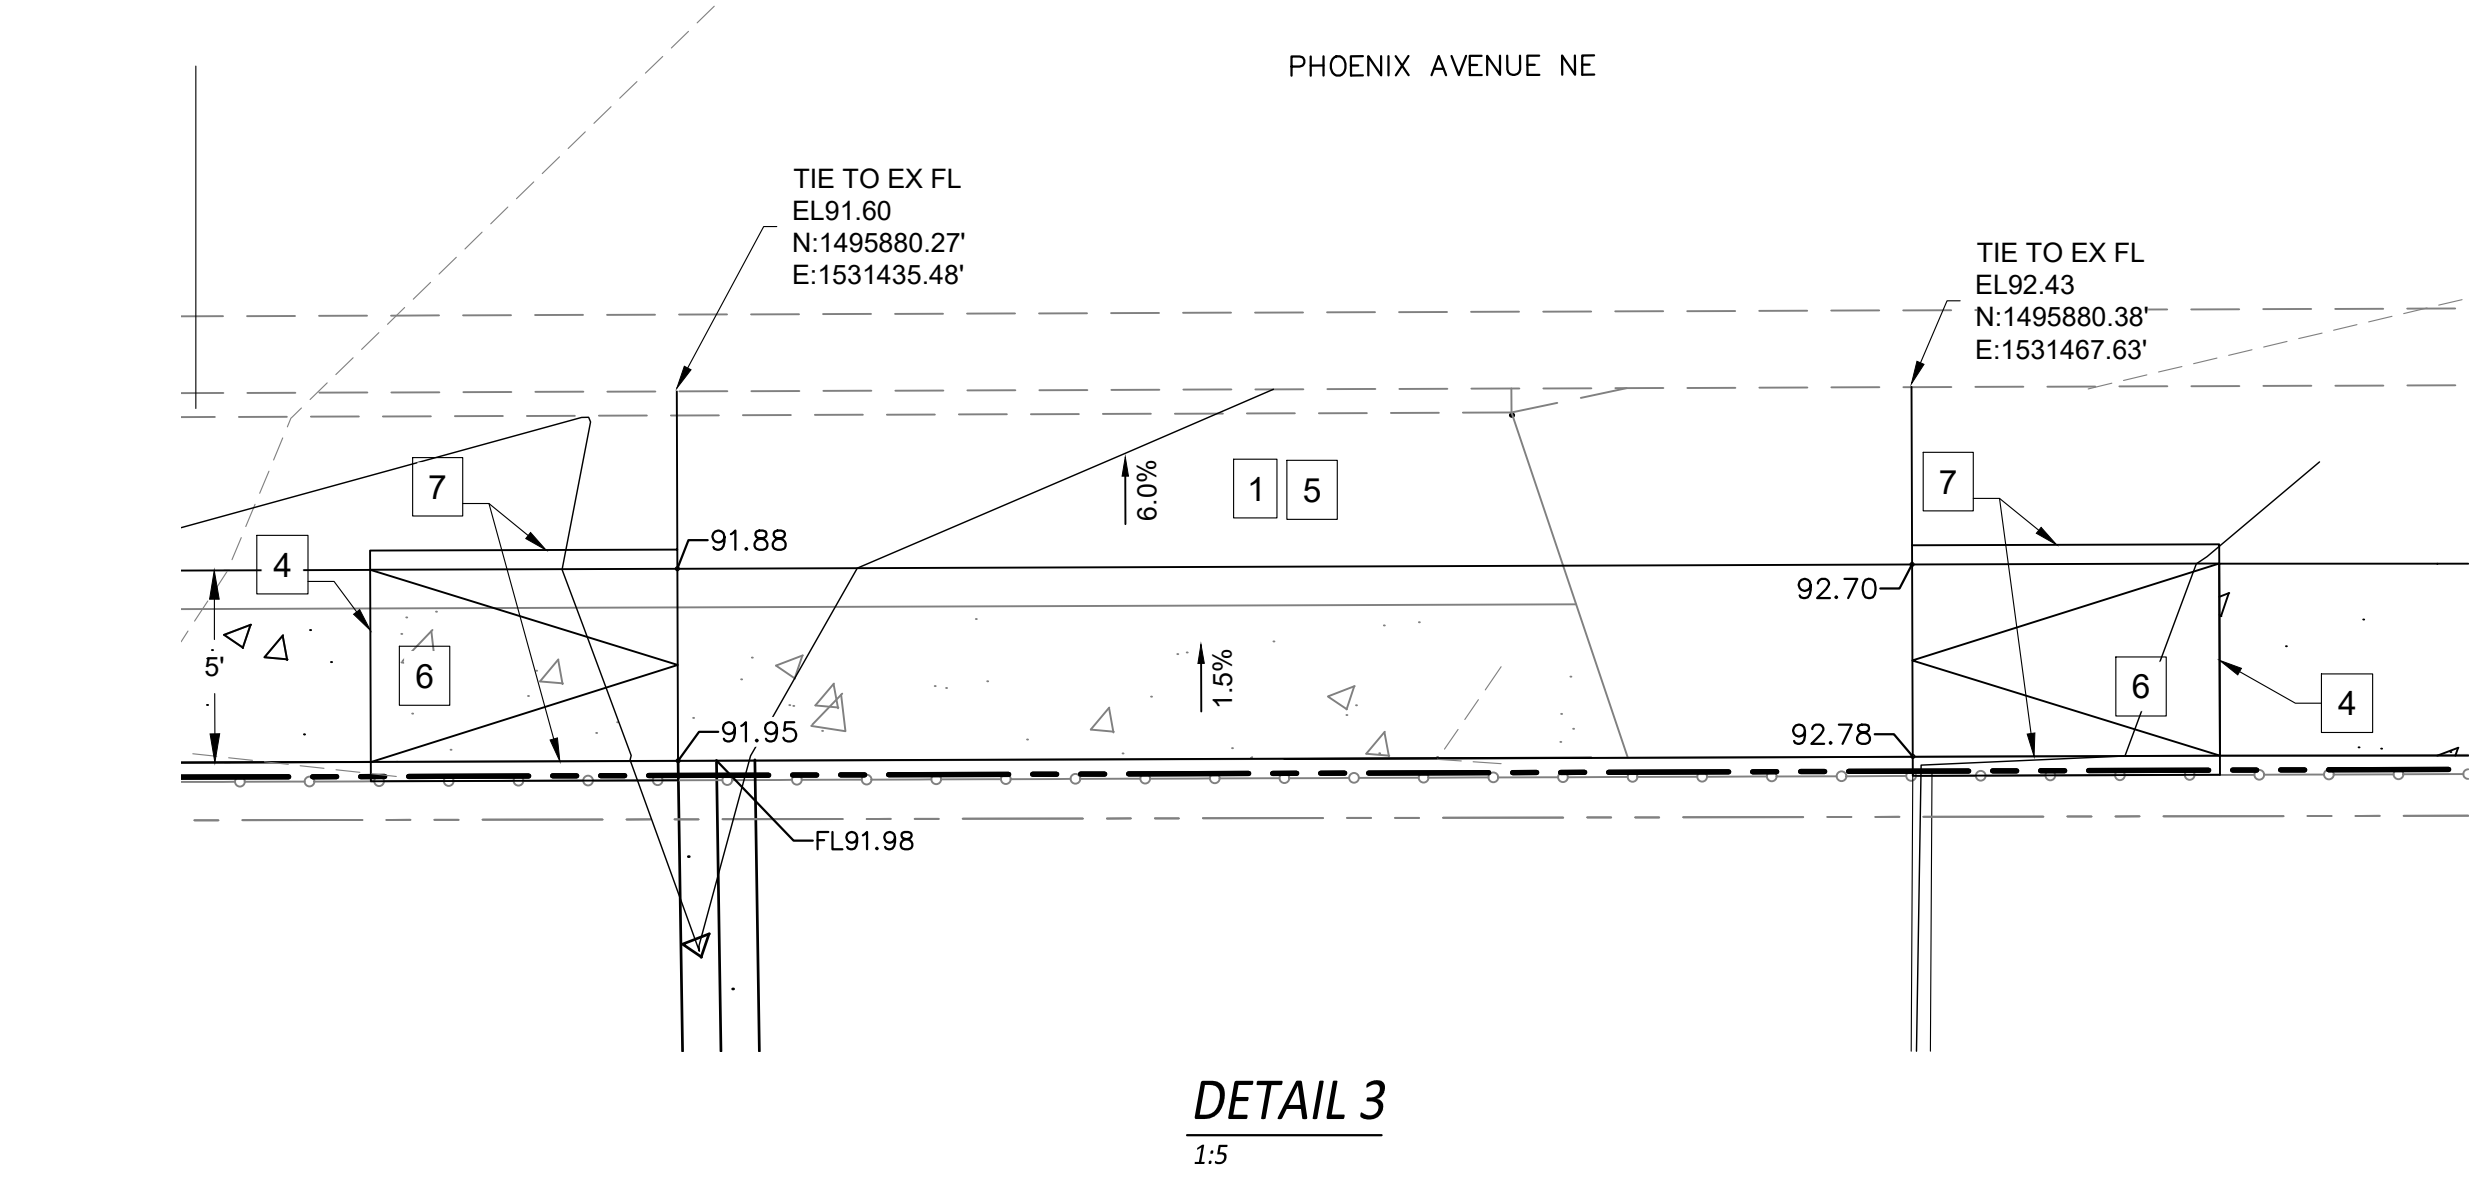 PHOENIX AVENUE NE
TIE TO EX FL
EL91.60
N:1495880.27'
E:1531435.48'
TIE TO EX FL
EL92.43
N:1495880.38'
E:1531467.63'
7
6.0%
1
5
7
4
91.88
92.70
5'
6
1.5%
6
4
91.95
92.78
FL91.98
DETAIL 3
1:5